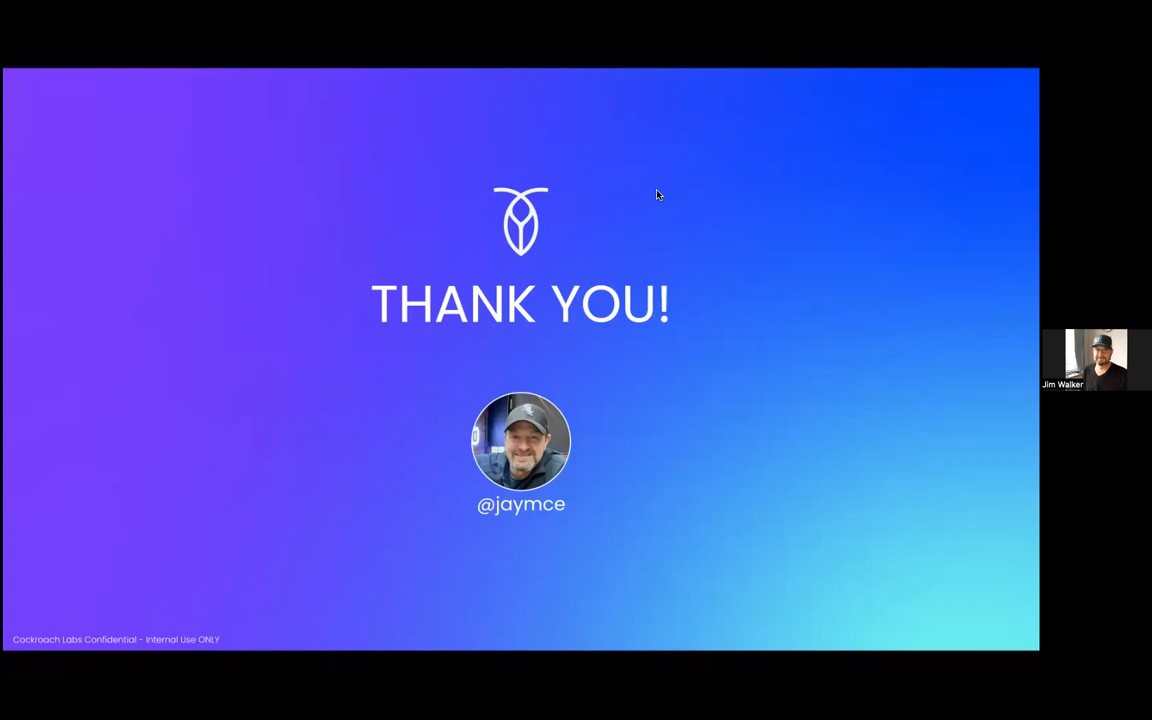 THANK YOU!
@jaymce
Jim Walker
Cockroach Labs Confidential - Internal Use ONLY